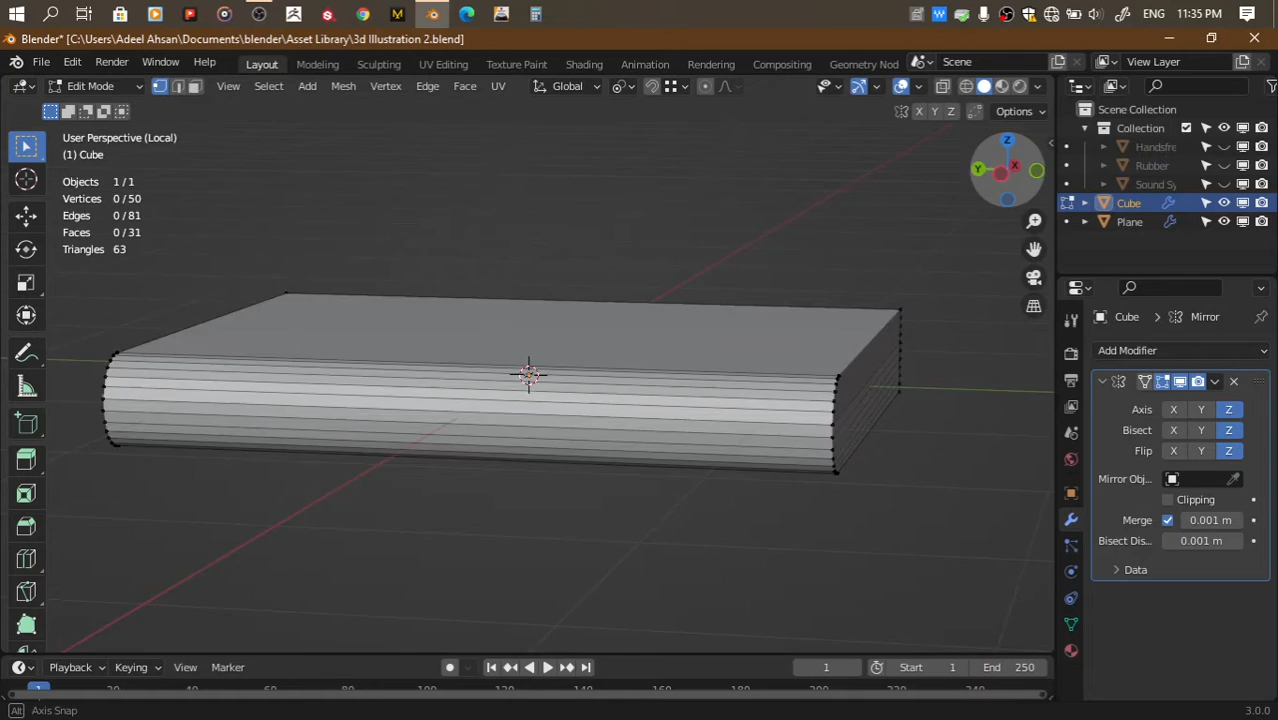 ENG 11:35 PM
Blender* [C:\Users\Adeel Ahsan\Documents\blender\Asset Library\3d Illustration 2.blend]
File Edit Render Window Help Layout Modeling Sculpting UV Editing Texture Paint Shading Animation Rendering Compositing Geometry Nod Scene View Layer
Edit Mode View Select Add Mesh Vertex Edge Face UV Global
X Y Z Options
User Perspective (Local)
(1) Cube
Objects 1/1
Vertices 0/50
Edges 0/81
Faces 0/31
Triangles 63
Z
Y X
Scene Collection
Collection
Handsfre
Rubber
Sound Sy
Cube
Plane
Cube > Mirror
Add Modifier
Axis X Y Z
Bisect X Y Z
Flip X Y Z
Mirror Obj...
Clipping
Merge 0.001 m
Bisect Dis... 0.001 m
Data
Playback Keying View Marker 1 Start 1 End 250
1 20
Alt Axis Snap 3.0.0